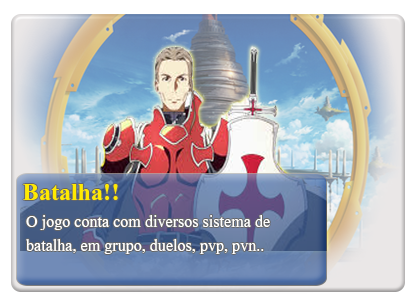 Batalha!!
O jogo conta com diversos sistema de
batalha, em grupo, duelos, pvp, pvn..